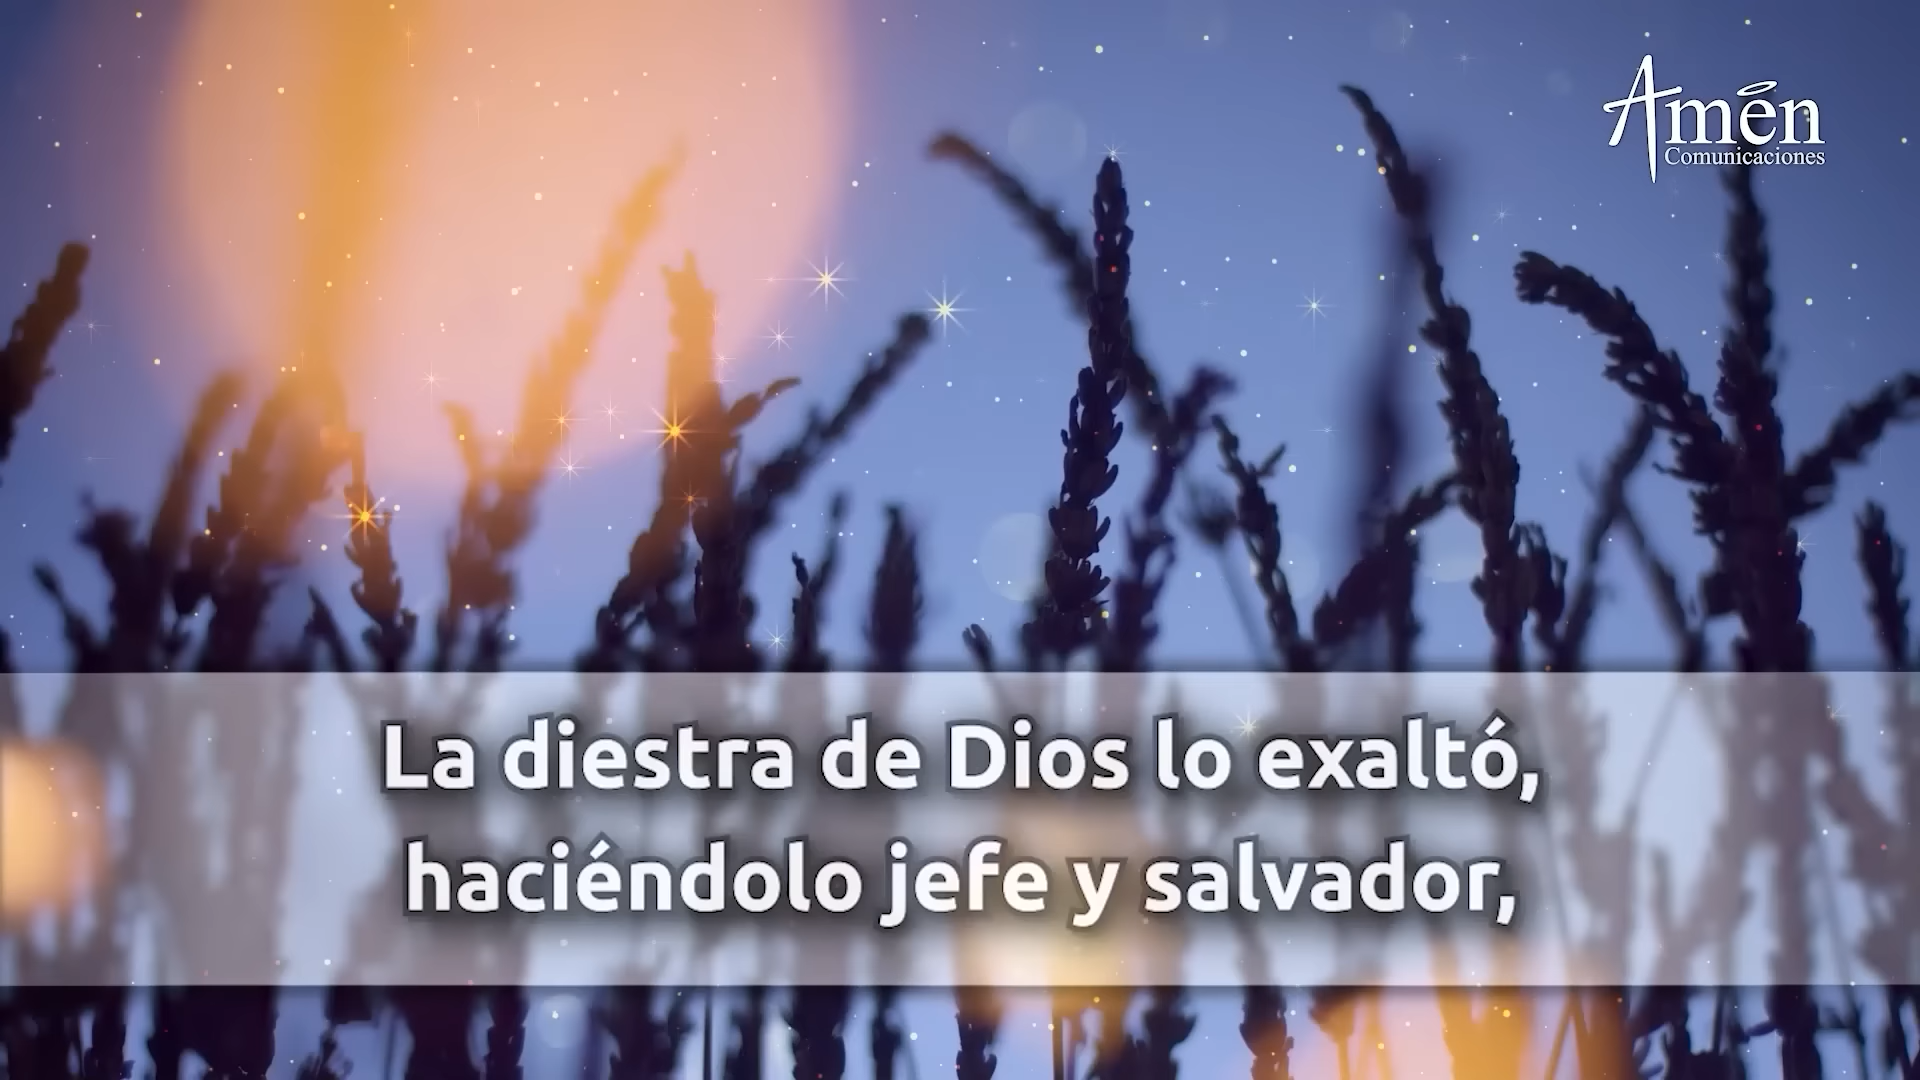 Amén
Comunicaciones
La diestra de Dios lo exaltó,
haciéndolo jefe y salvador,